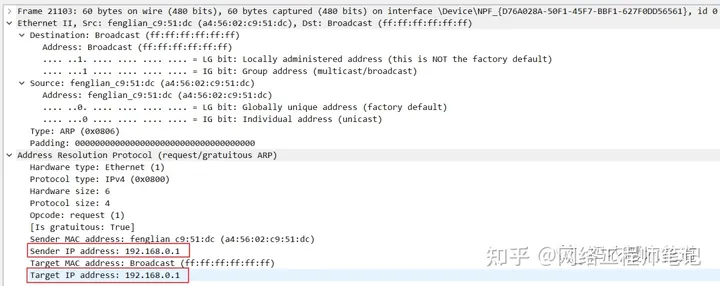 Frame 21103: 60 bytes on wire (480 bits), 60 bytes captured (480 bits) on interface \Device\NPF_{D76A028A-50F1-45F7-BBF1-627F0DD56561}, id 0
Ethernet II, Src: fenglian_c9:51:dc (a4:56:02:c9:51:dc), Dst: Broadcast (ff:ff:ff:ff:ff:ff)
Destination: Broadcast (ff:ff:ff:ff:ff:ff)
Address: Broadcast (ff:ff:ff:ff:ff:ff)
.... ..1. .... .... .... .... = LG bit: Locally administered address (this is NOT the factory default)
.... ...1 .... .... .... .... = IG bit: Group address (multicast/broadcast)
Source: fenglian_c9:51:dc (a4:56:02:c9:51:dc)
Address: fenglian_c9:51:dc (a4:56:02:c9:51:dc)
.... ..0. .... .... .... .... = LG bit: Globally unique address (factory default)
.... ...0 .... .... .... .... = IG bit: Individual address (unicast)
Type: ARP (0x0806)
Padding: 000000000000000000000000000000000000
Address Resolution Protocol (request/gratuitous ARP)
Hardware type: Ethernet (1)
Protocol type: IPv4 (0x0800)
Hardware size: 6
Protocol size: 4
Opcode: request (1)
[Is gratuitous: True]
Sender MAC address: fenglian_c9:51:dc (a4:56:02:c9:51:dc)
Sender IP address: 192.168.0.1
Target MAC address: Broadcast (ff:ff:ff:ff:ff:ff)
Target IP address: 192.168.0.1
知乎 @网络工程师笔记